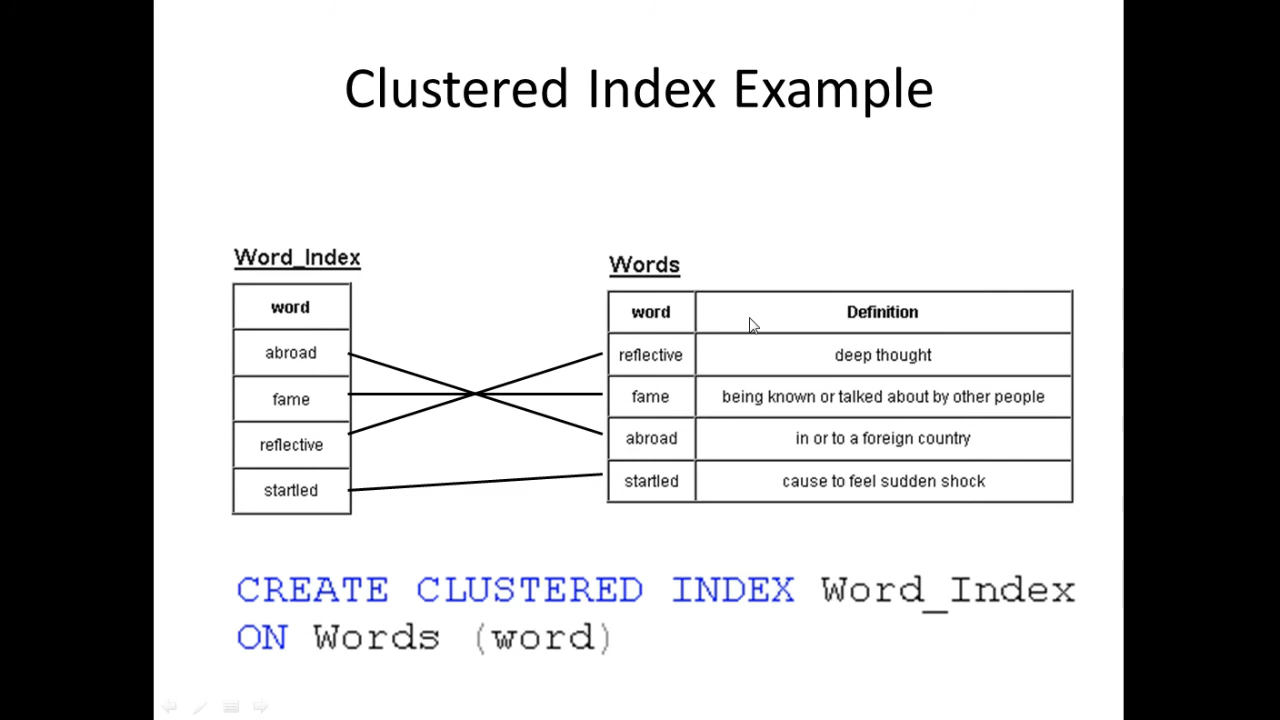 Clustered Index Example
Word_Index
word
abroad
fame
reflective
startled
Words
word Definition
reflective deep thought
fame being known or talked about by other people
abroad in or to a foreign country
startled cause to feel sudden shock
CREATE CLUSTERED INDEX Word_Index
ON Words (word)